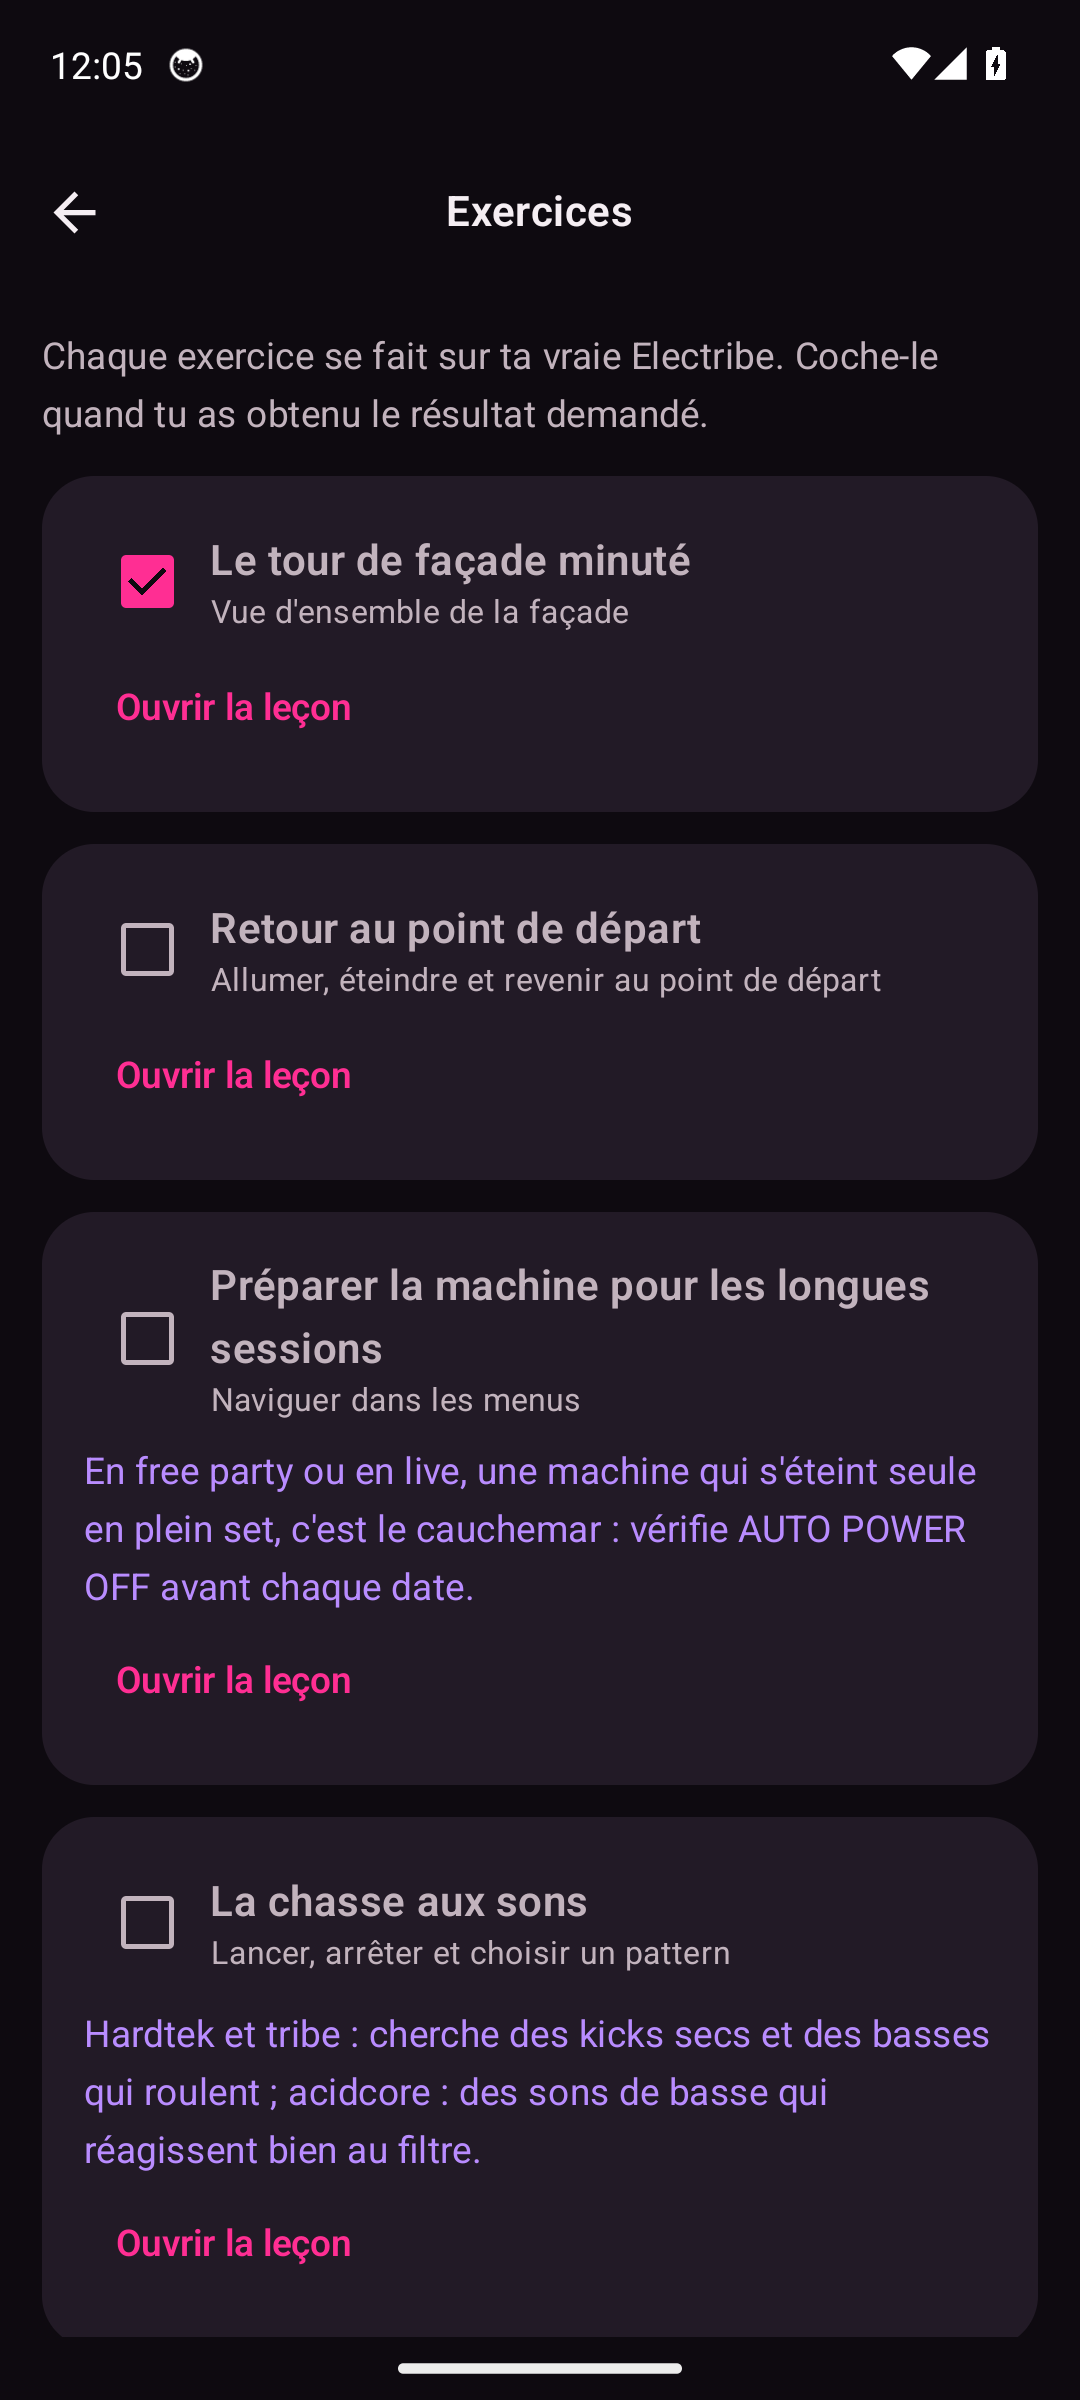 12:05
Exercices
Chaque exercice se fait sur ta vraie Electribe. Coche-le
quand tu as obtenu le résultat demandé.
Le tour de façade minuté
Vue d'ensemble de la façade
Ouvrir la leçon
Retour au point de départ
Allumer, éteindre et revenir au point de départ
Ouvrir la leçon
Préparer la machine pour les longues
sessions
Naviguer dans les menus
En free party ou en live, une machine qui s'éteint seule
en plein set, c'est le cauchemar : vérifie AUTO POWER
OFF avant chaque date.
Ouvrir la leçon
La chasse aux sons
Lancer, arrêter et choisir un pattern
Hardtek et tribe : cherche des kicks secs et des basses
qui roulent ; acidcore : des sons de basse qui
réagissent bien au filtre.
Ouvrir la leçon